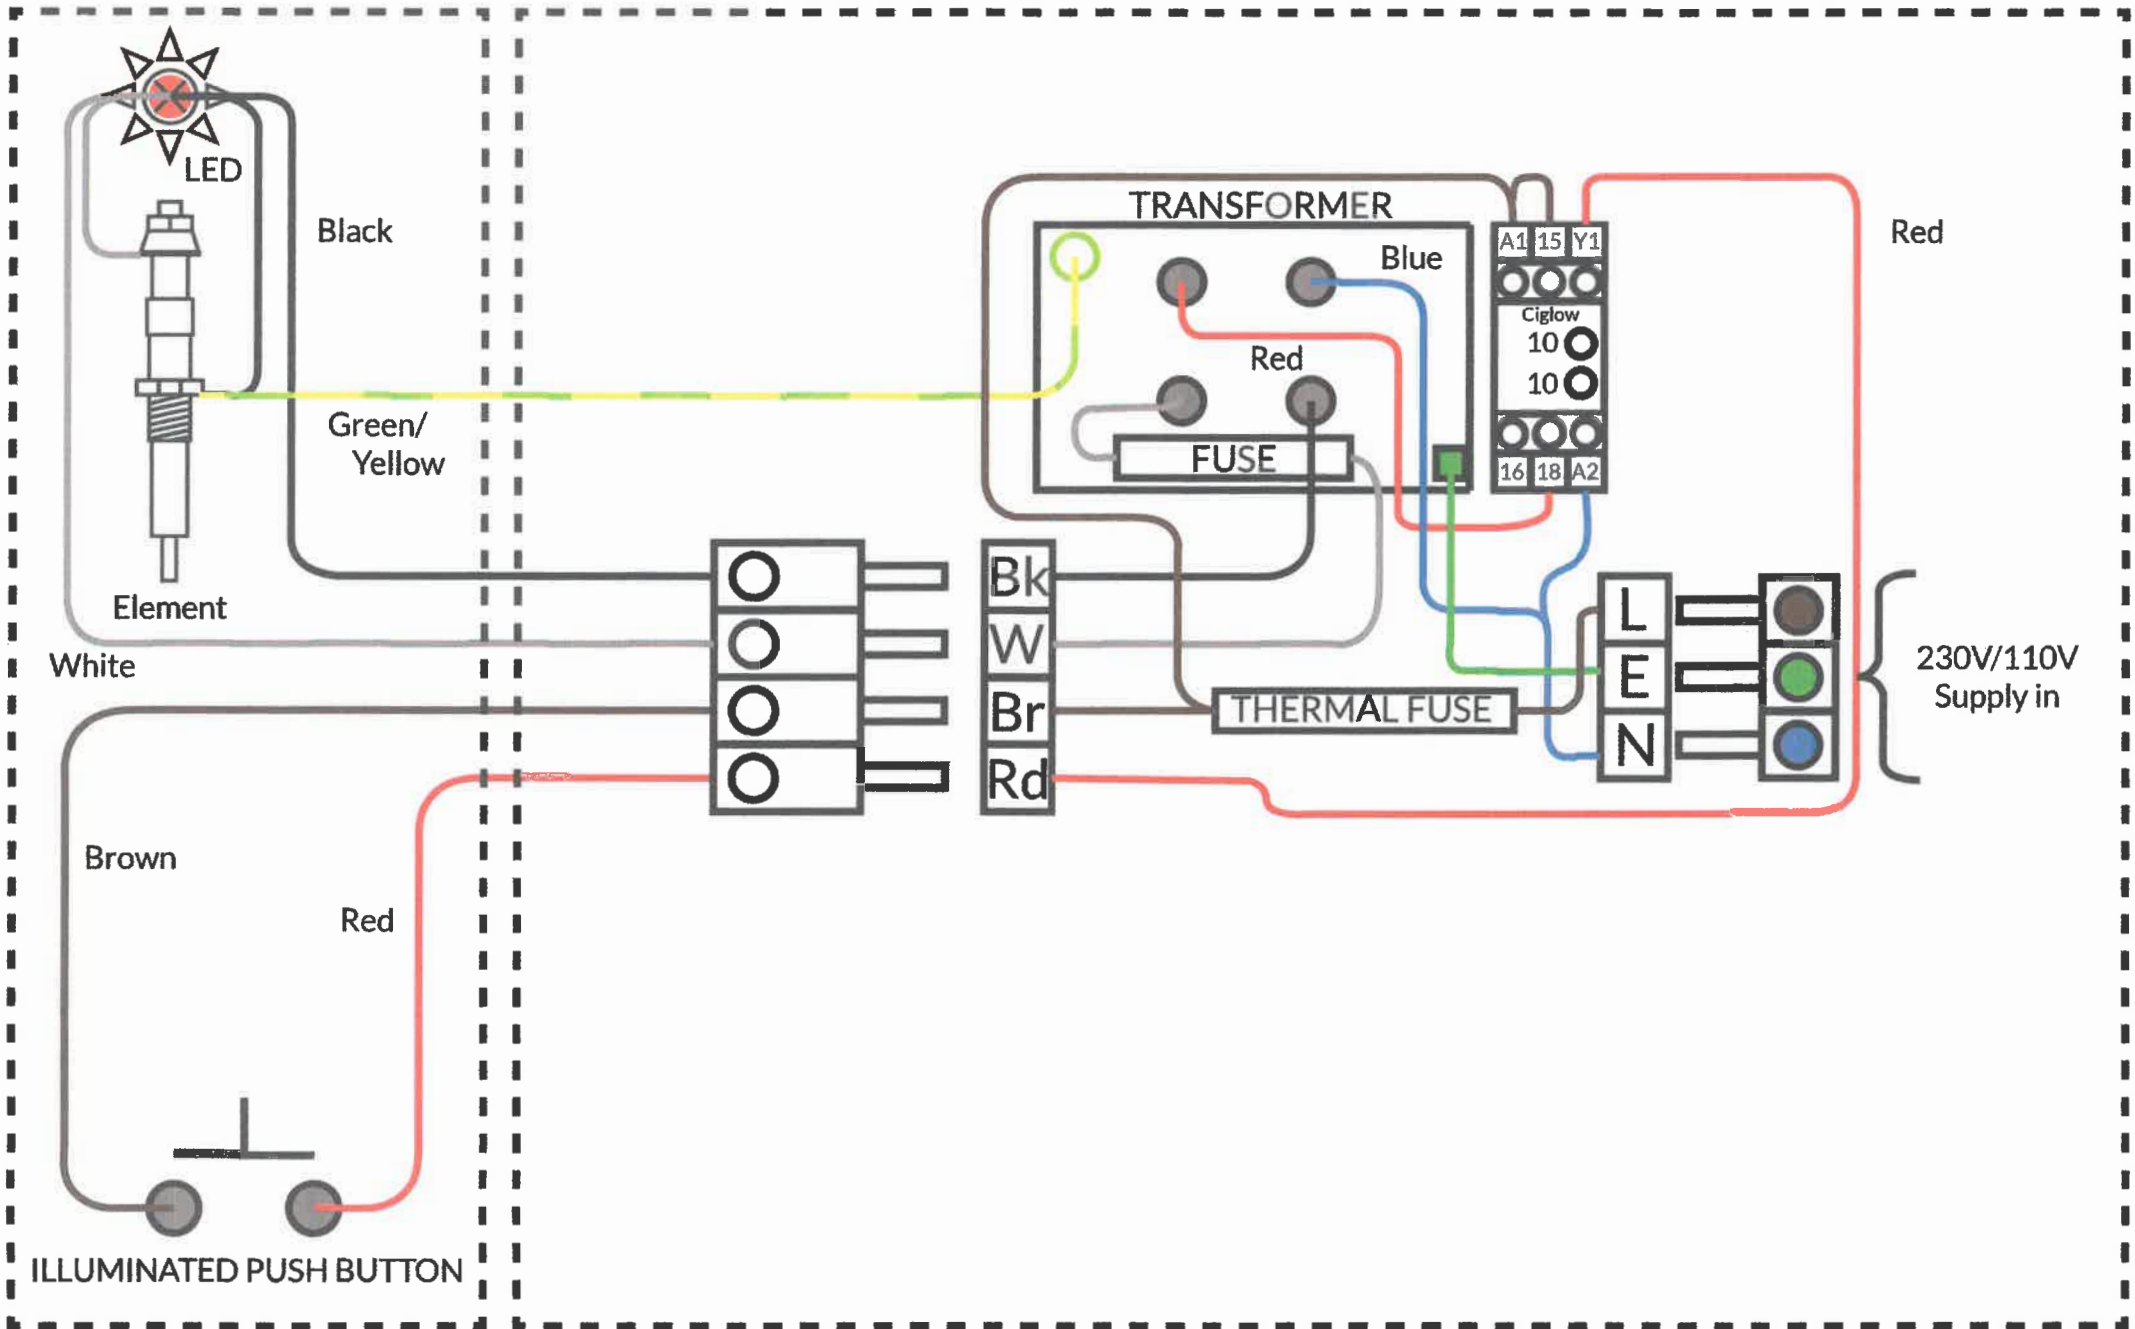 LED
Black
Green/
Yellow
Element
White
Brown
Red
ILLUMINATED PUSH BUTTON
TRANSFORMER
Blue
Red
FUSE
A1 15 Y1
Ciglow
10
10
16 18 A2
Red
Bk
W
Br
Rd
THERMAL FUSE
L
E
N
230V/110V
Supply in